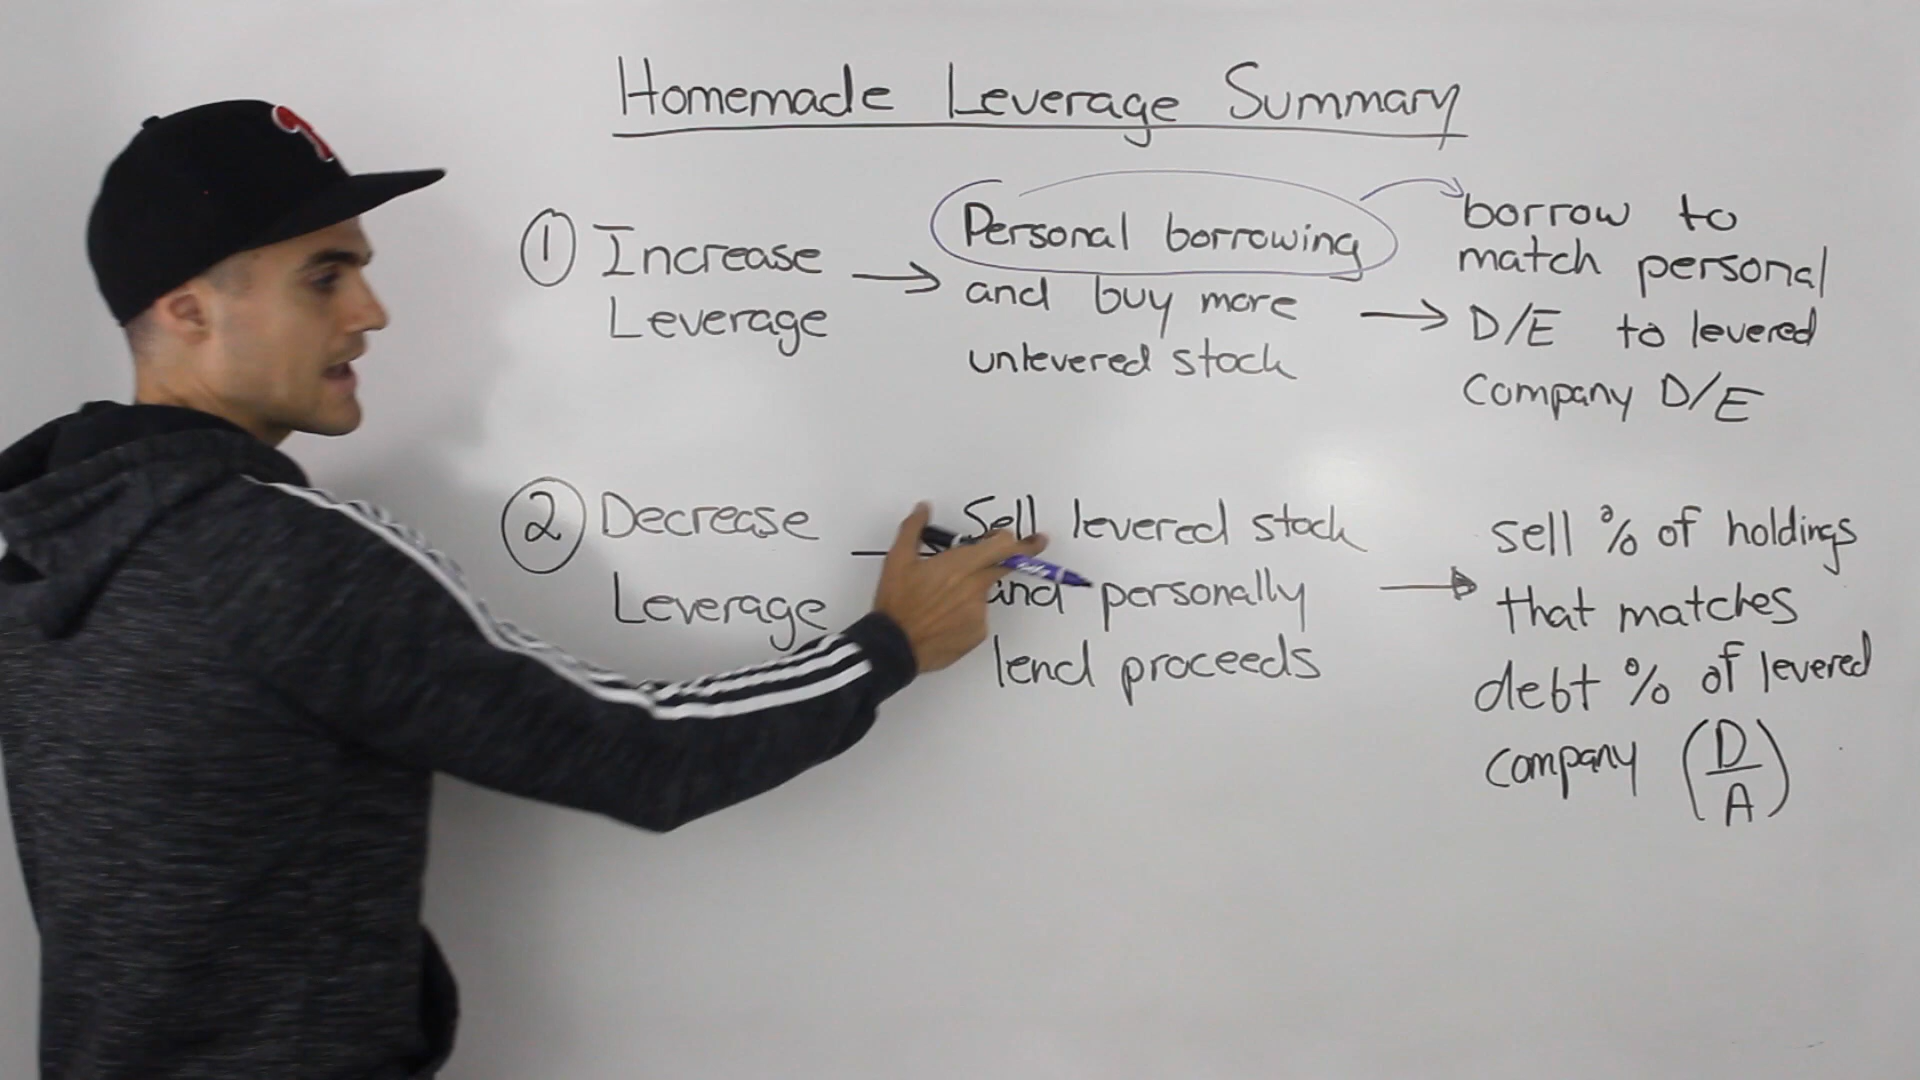 Homemade Leverage Summary
① Increase
Leverage
→ Personal borrowing
and buy more
unlevered stock
→ borrow to
match personal
D/E to levered
Company D/E
② Decrease
Leverage
Sell levered stock
and personally
lend proceeds
→ sell % of holdings
that matches
debt % of levered
company (D/A)